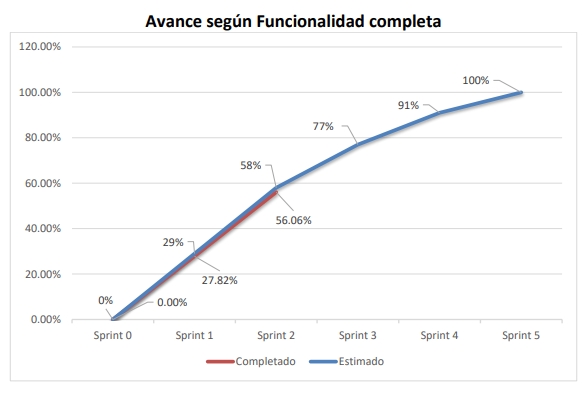 Avance según Funcionalidad completa
120.00%
100.00%
80.00%
60.00%
40.00%
20.00%
0.00%
100%
91%
77%
58%
56.06%
29%
27.82%
0%
0.00%
Sprint 0
Sprint 1
Sprint 2
Sprint 3
Sprint 4
Sprint 5
Completado
Estimado